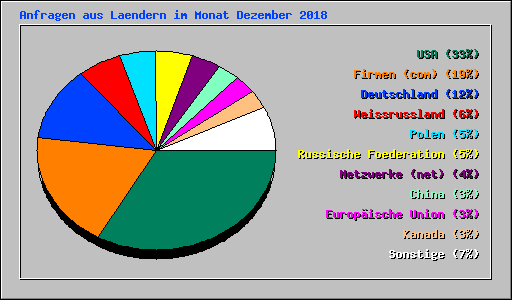 Anfragen aus Laendern im Monat Dezember 2018
USA (33%)
Firmen (com) (19%)
Deutschland (12%)
Weissrussland (6%)
Polen (5%)
Russische Foederation (5%)
Netzwerke (net) (4%)
China (3%)
Europäische Union (3%)
Kanada (3%)
Sonstige (7%)